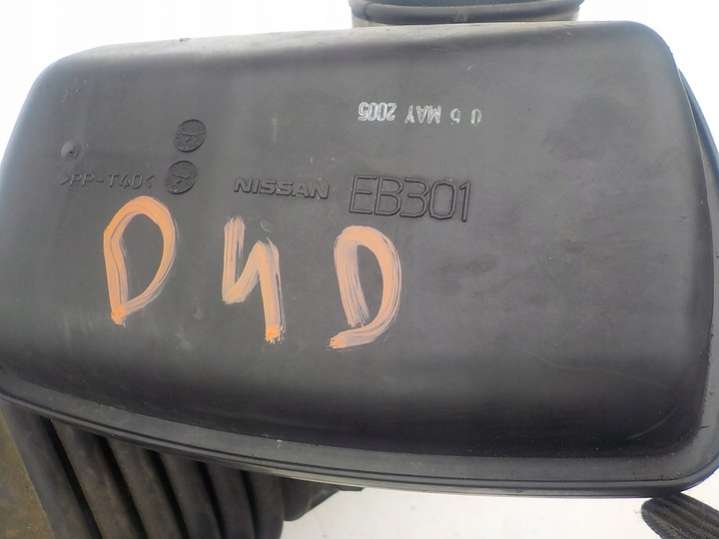 05 MAY 2005
>PP-T40<
NISSAN EB301
D4D